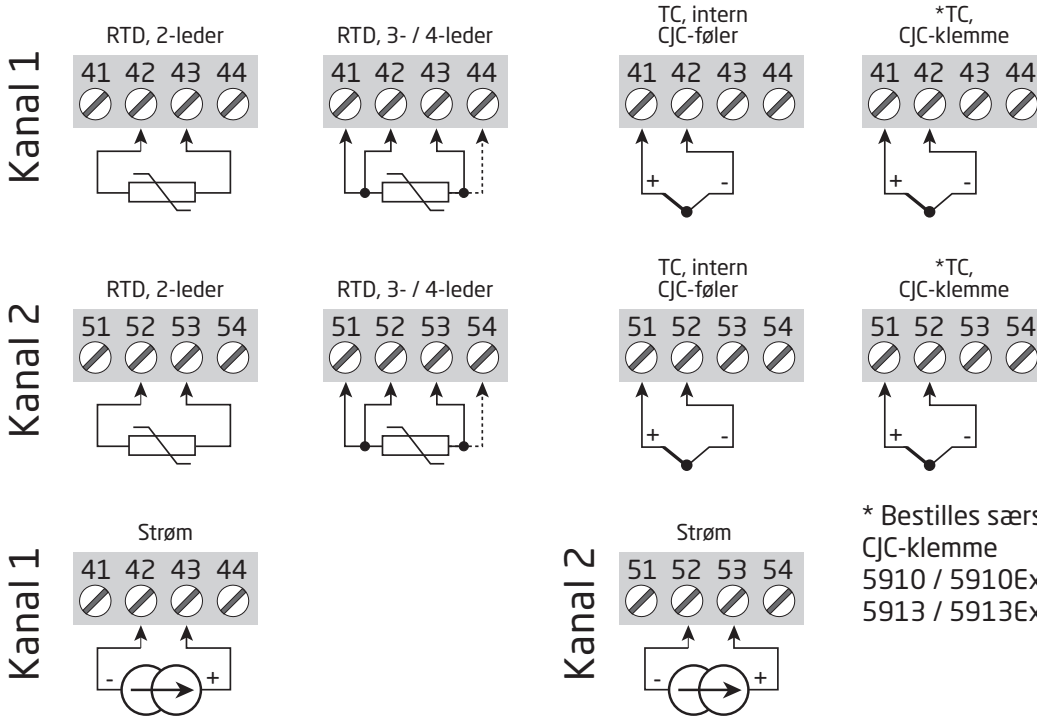 Kanal 1
RTD, 2-leder
41 42 43 44
RTD, 3- / 4-leder
41 42 43 44
TC, intern
CJC-føler
41 42 43 44
+ -
*TC,
CJC-klemme
41 42 43 44
+ -
Kanal 2
RTD, 2-leder
51 52 53 54
RTD, 3- / 4-leder
51 52 53 54
TC, intern
CJC-føler
51 52 53 54
+ -
*TC,
CJC-klemme
51 52 53 54
+ -
Kanal 1
Strøm
41 42 43 44
- +
Kanal 2
Strøm
51 52 53 54
- +
* Bestilles
CJC-klemme
5910 / 5910Ex
5913 / 5913Ex